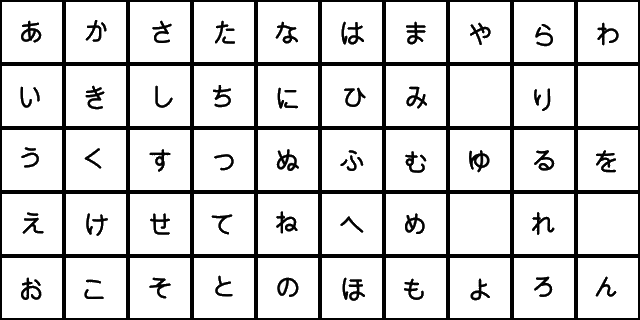 あ か さ た な は ま や ら わ
い き し ち に ひ み り
う く す つ ぬ ふ む ゆ る を
え け せ て ね へ め れ
お こ そ と の ほ も よ ろ ん